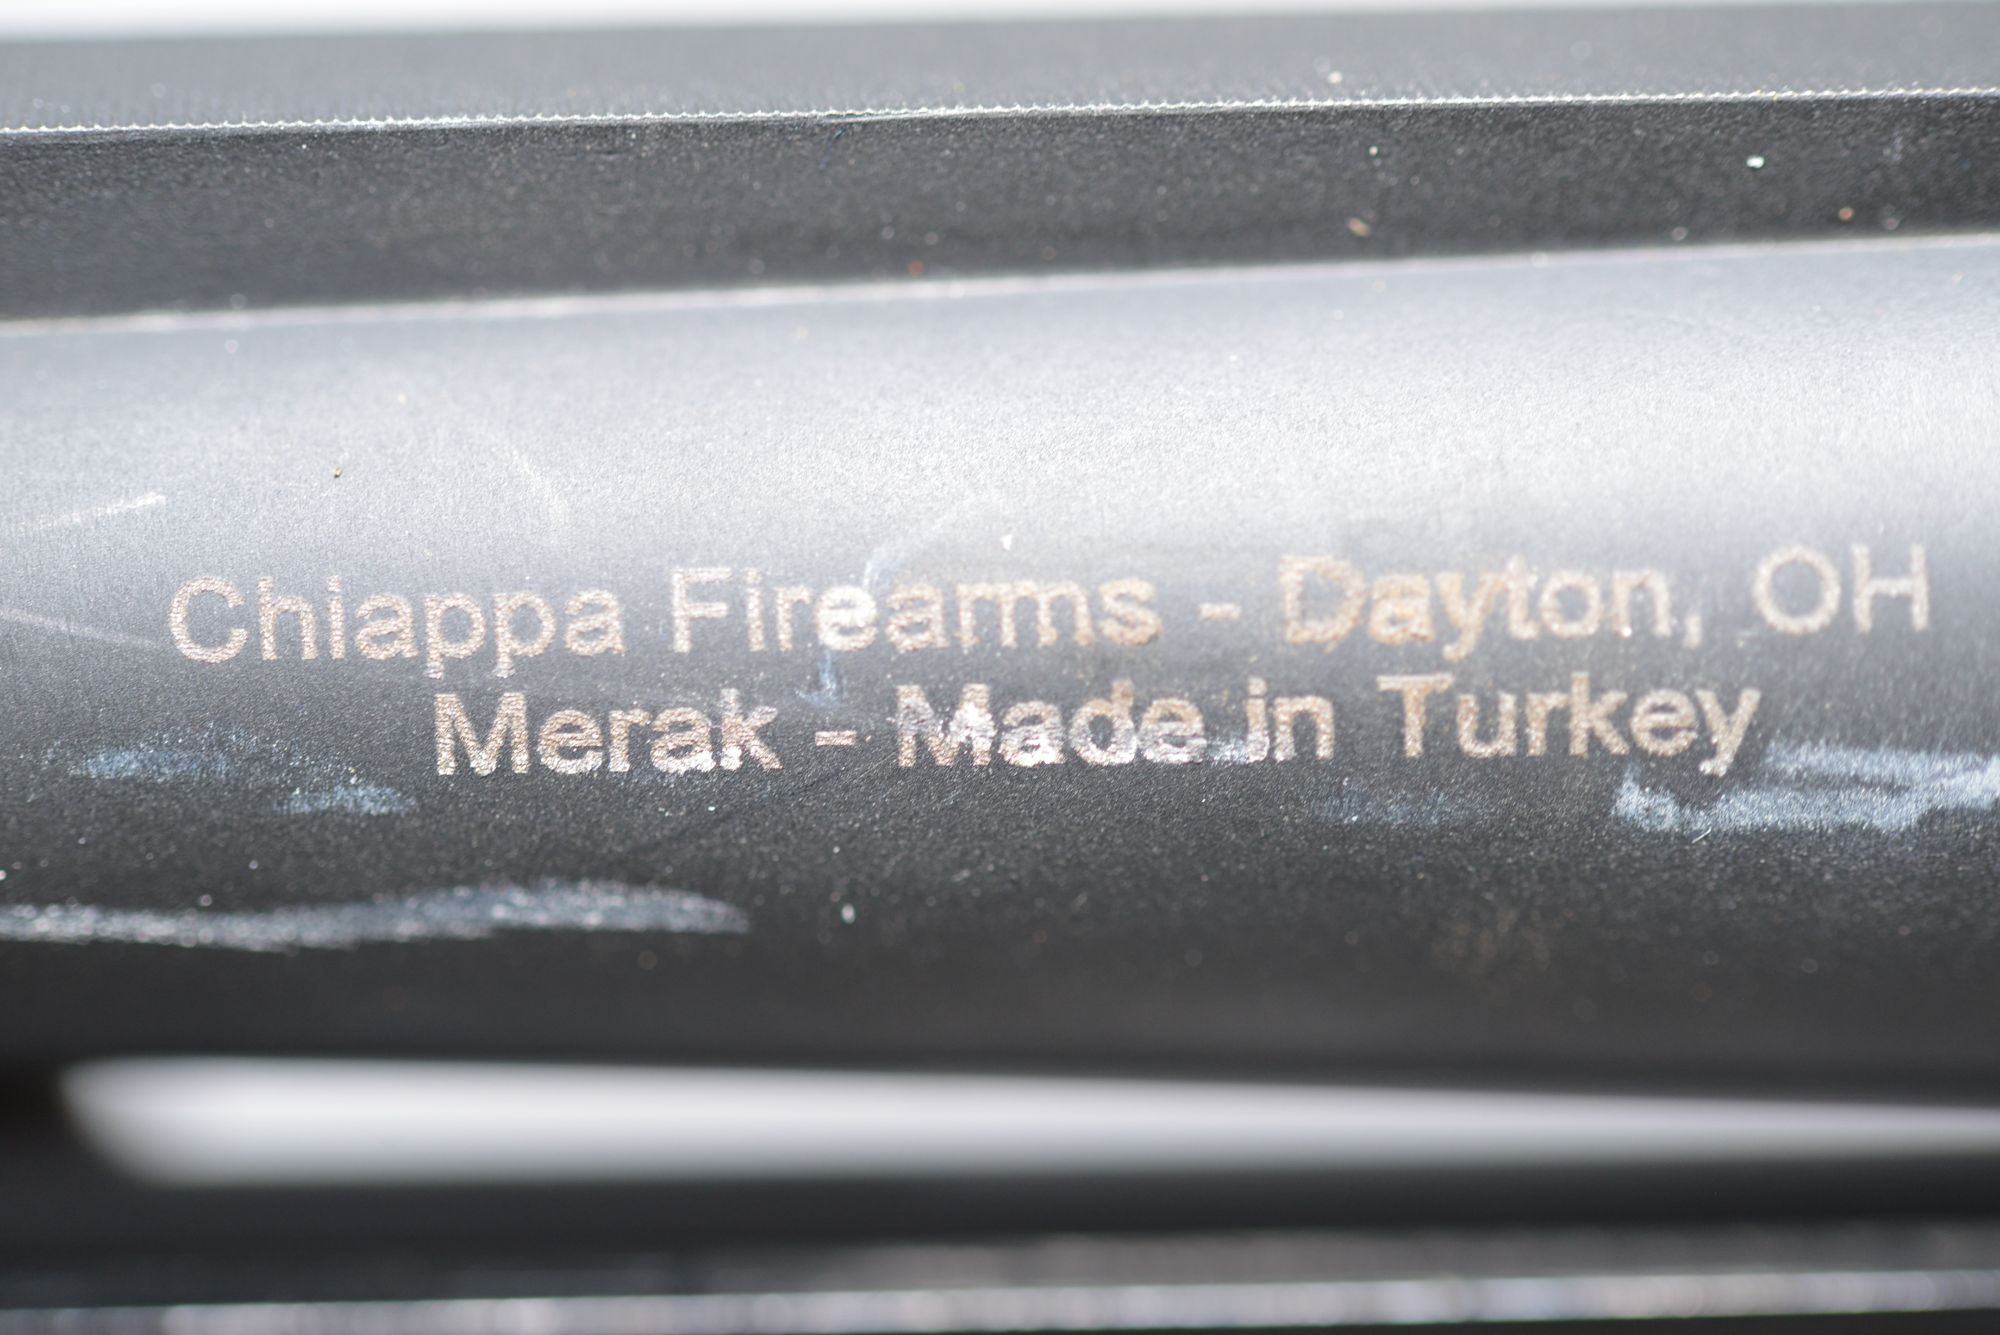 Chiappa Firearms - Dayton, OH
Merak - Made in Turkey